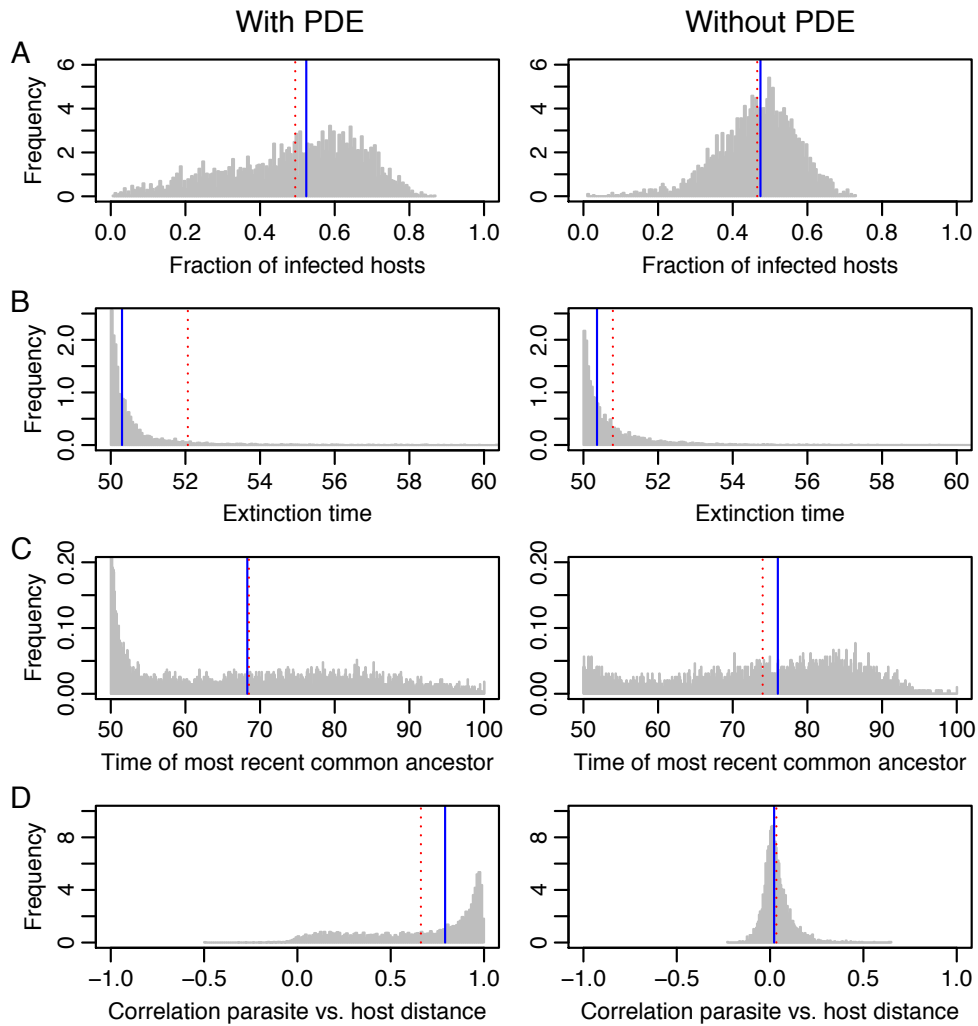 With PDE
Without PDE
A
Frequency
0 2 4 6
0.0 0.2 0.4 0.6 0.8 1.0
Fraction of infected hosts
0 2 4 6
0.0 0.2 0.4 0.6 0.8 1.0
Fraction of infected hosts
B
Frequency
0.0 1.0 2.0
50 52 54 56 58 60
Extinction time
0.0 1.0 2.0
50 52 54 56 58 60
Extinction time
C
Frequency
0.00 0.10 0.20
50 60 70 80 90 100
Time of most recent common ancestor
0.00 0.10 0.20
50 60 70 80 90 100
Time of most recent common ancestor
D
Frequency
0 4 8
−1.0 −0.5 0.0 0.5 1.0
Correlation parasite vs. host distance
0 4 8
−1.0 −0.5 0.0 0.5 1.0
Correlation parasite vs. host distance